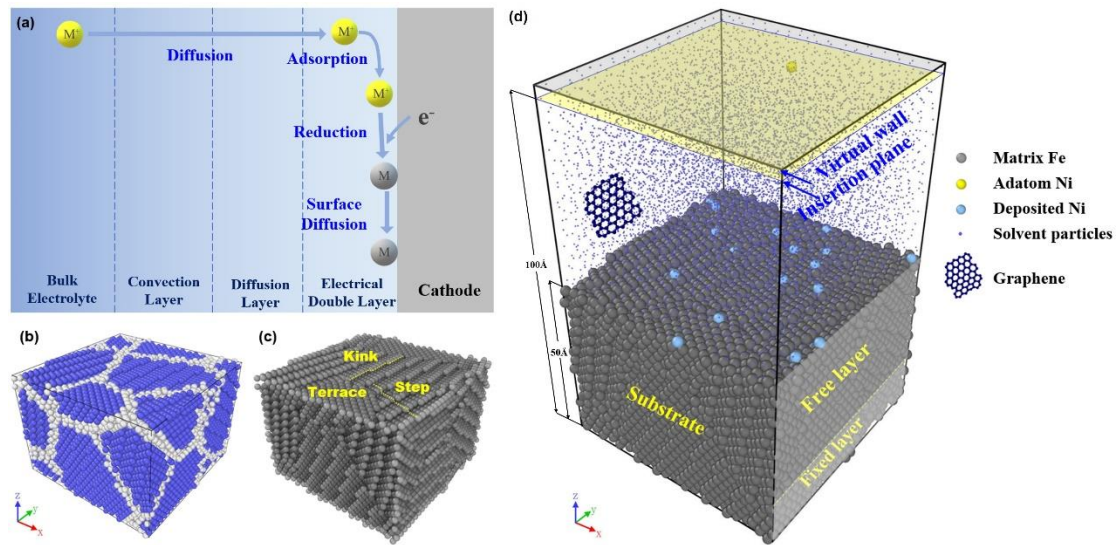 (a)
M⁺
M⁺
Diffusion
Adsorption
M⁺
Reduction
e⁻
M
Surface
Diffusion
M
Bulk
Electrolyte
Convection
Layer
Diffusion
Layer
Electrical
Double Layer
Cathode
(b)
z
y
x
(c)
Kink
Terrace
Step
(d)
Virtual wall
Insertion plane
100Å
50Å
Substrate
Free layer
Fixed layer
z
y
x
Matrix Fe
Adatom Ni
Deposited Ni
Solvent particles
Graphene